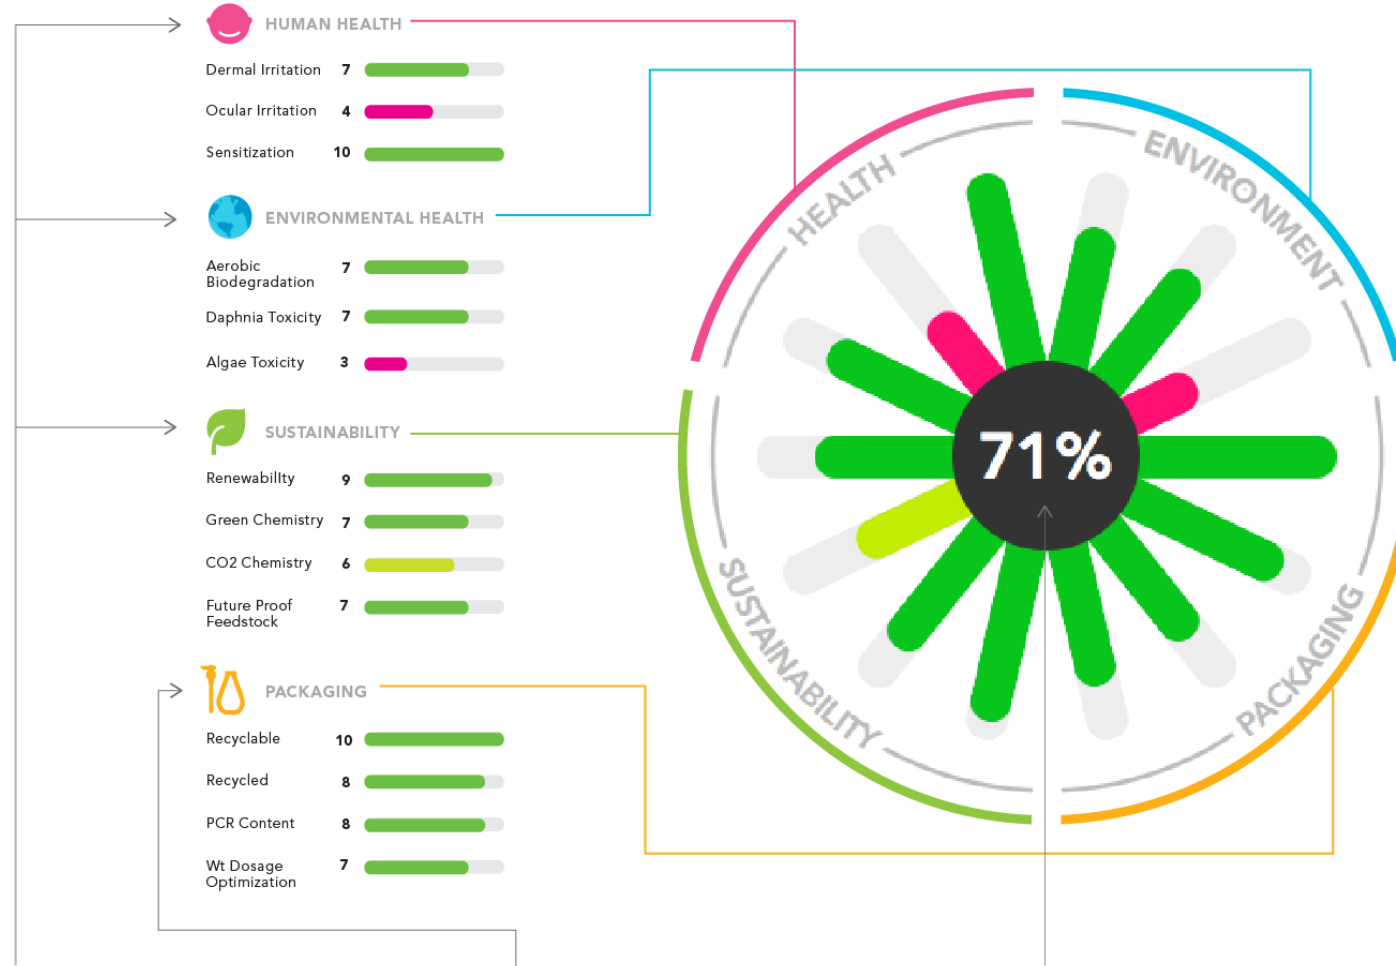 HUMAN HEALTH
Dermal Irritation 7
Ocular Irritation 4
Sensitization 10
ENVIRONMENTAL HEALTH
Aerobic 7
Biodegradation
Daphnia Toxicity 7
Algae Toxicity 3
SUSTAINABILITY
Renewability 9
Green Chemistry 7
CO2 Chemistry 6
Future Proof 7
Feedstock
PACKAGING
Recyclable 10
Recycled 8
PCR Content 8
Wt Dosage 7
Optimization
HEALTH
ENVIRONMENT
71%
SUSTAINABILITY
PACKAGING